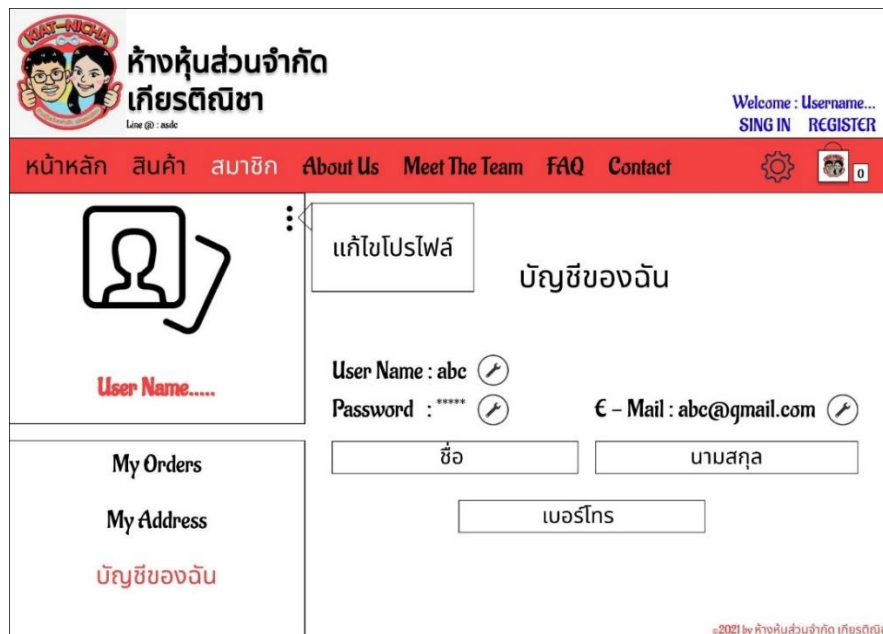 KIAT-NICHA
ห้างหุ้นส่วนจำกัด
เกียรติณิชา
Line @ : asdc
Welcome : Username...
SING IN REGISTER
หน้าหลัก สินค้า สมาชิก About Us Meet The Team FAQ Contact 0
แก้ไขโปรไฟล์
บัญชีของฉัน
User Name.....
User Name : abc
Password : *****
E - Mail : abc@gmail.com
ชื่อ
นามสกุล
เบอร์โทร
My Orders
My Address
บัญชีของฉัน
©2021 by ห้างหุ้นส่วนจำกัด